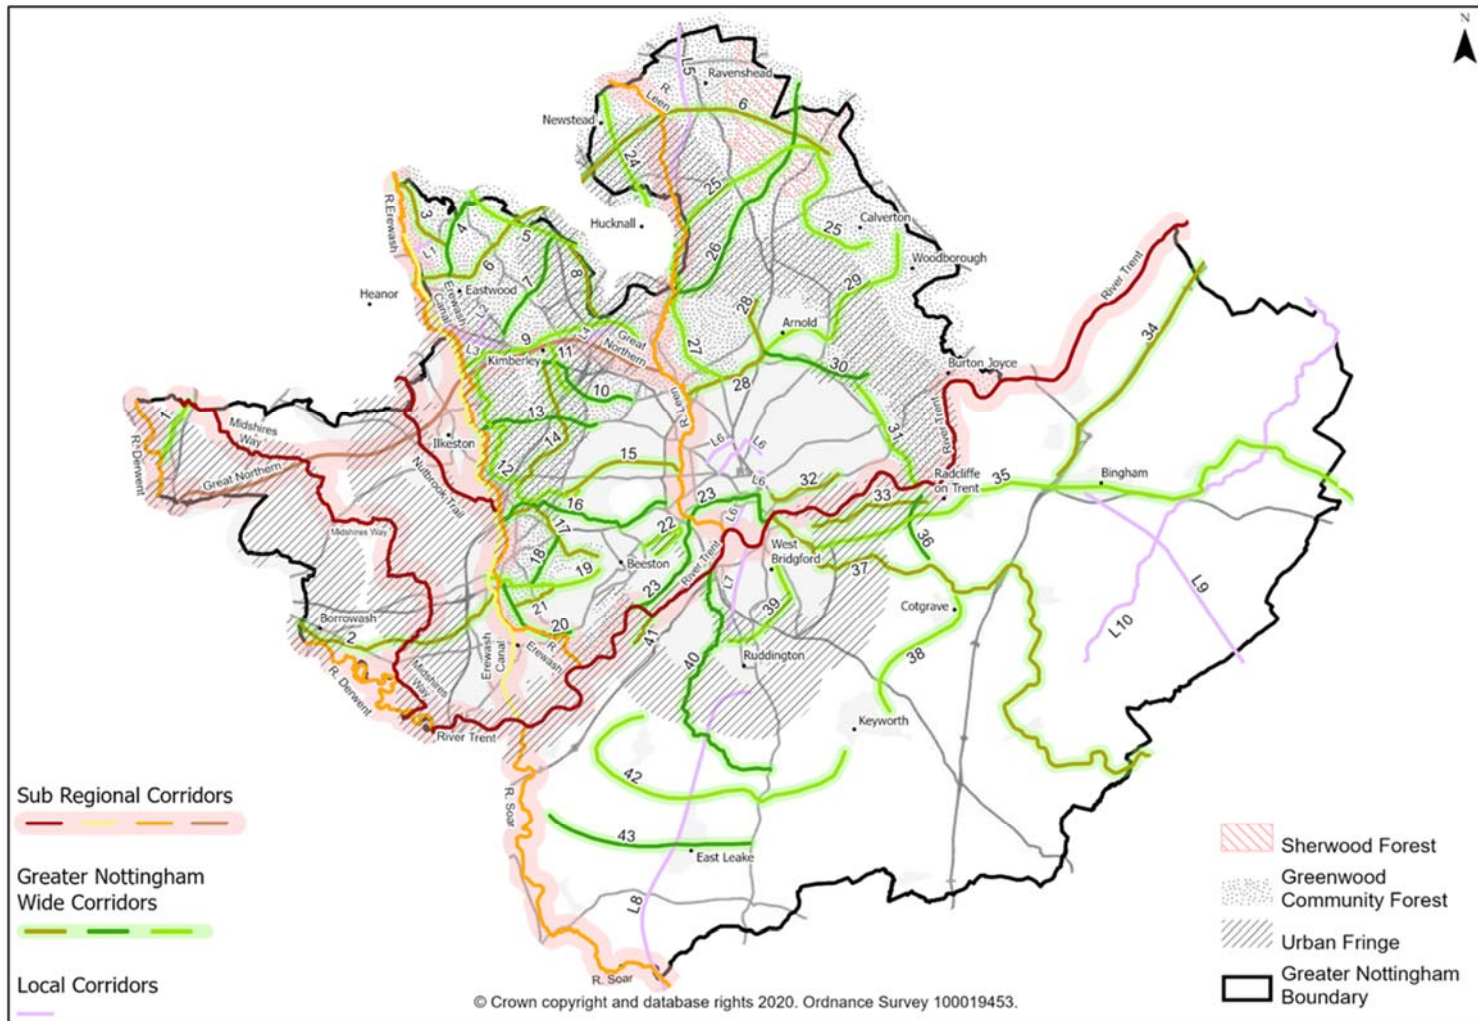 N
L5
Ravenshead
R.
Leen
6
Newstead
24
25
Hucknall
26
Calverton
25
Woodborough
R.Erewash
3
4
5
L1
6
7
8
Heanor
Eastwood
Erewash
Canal
L2
29
28
Arnold
River Trent
34
L3
9
Kimberley
11
L4
Great
Northern
27
28
30
Burton Joyce
10
R.Leen
1
Midshires
Way
R. Derwent
Great Northern
Ilkeston
Nutbrook Trail
13
14
12
15
L6
L6
L6
31
River Trent
32
33
Radcliffe
on Trent
35
Bingham
Midshires Way
16
17
18
19
22
23
L6
Beeston
23
River Trent
L7
West
Bridgford
36
37
Cotgrave
L9
L10
39
21
20
R.
Erewash
41
Borrowash
2
Erewash
Canal
Midshires
Way
R. Derwent
River Trent
40
Ruddington
38
Keyworth
42
R. Soar
43
East Leake
L8
R. Soar
Sub Regional Corridors
Greater Nottingham
Wide Corridors
Local Corridors
Sherwood Forest
Greenwood
Community Forest
Urban Fringe
Greater Nottingham
Boundary
© Crown copyright and database rights 2020. Ordnance Survey 100019453.